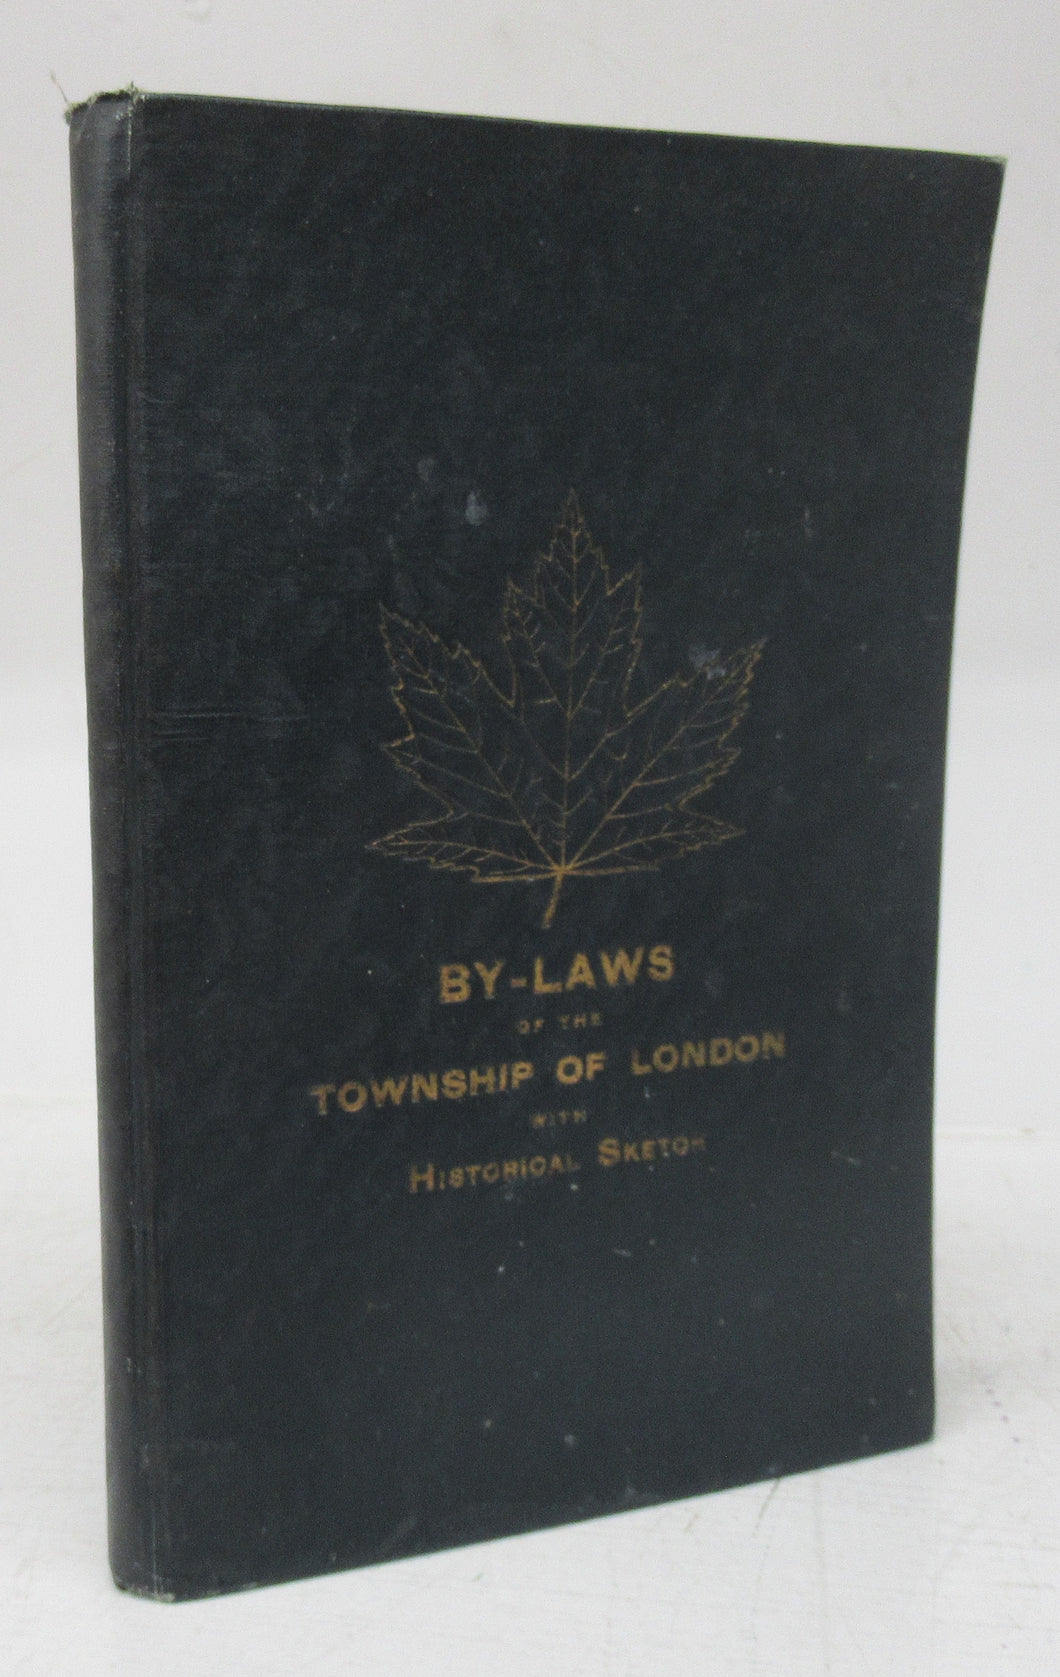 BY-LAWS
OF THE
TOWNSHIP OF LONDON
WITH
HISTORICAL SKETCH